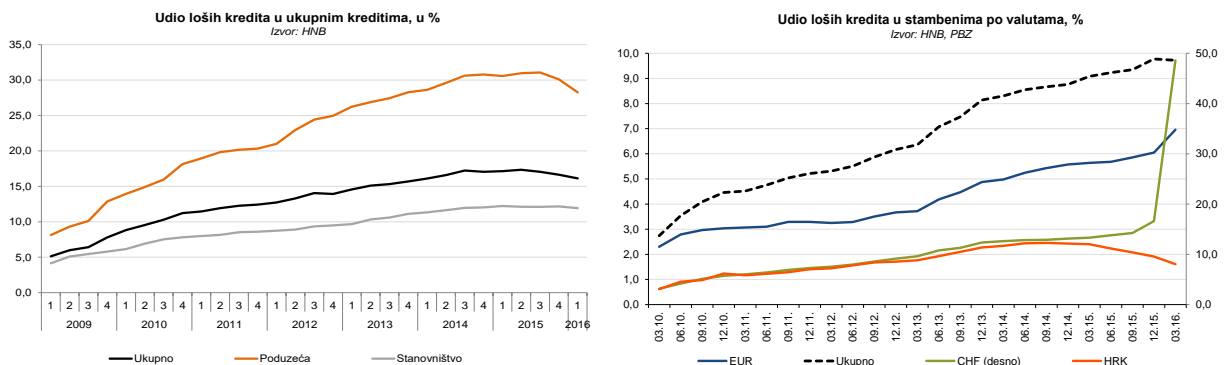 Udio loših kredita u ukupnim kreditima, u %
Izvor: HNB
35,0
30,0
25,0
20,0
15,0
10,0
5,0
0,0
1 2 3 4 1 2 3 4 1 2 3 4 1 2 3 4 1 2 3 4 1 2 3 4 1 2 3 4 1
2009 2010 2011 2012 2013 2014 2015 2016
Ukupno Poduzeća Stanovništvo
Udio loših kredita u stambenima po valutama, %
Izvor: HNB, PBZ
10,0 50,0
9,0
8,0 40,0
7,0
6,0 30,0
5,0
4,0 20,0
3,0
2,0 10,0
1,0
0,0 0,0
03.10. 06.10. 09.10. 12.10. 03.11. 06.11. 09.11. 12.11. 03.12. 06.12. 09.12. 12.12. 03.13. 06.13. 09.13. 12.13. 03.14. 06.14. 09.14. 12.14. 03.15. 06.15. 09.15. 12.15. 03.16.
EUR Ukupno CHF (desno) HRK